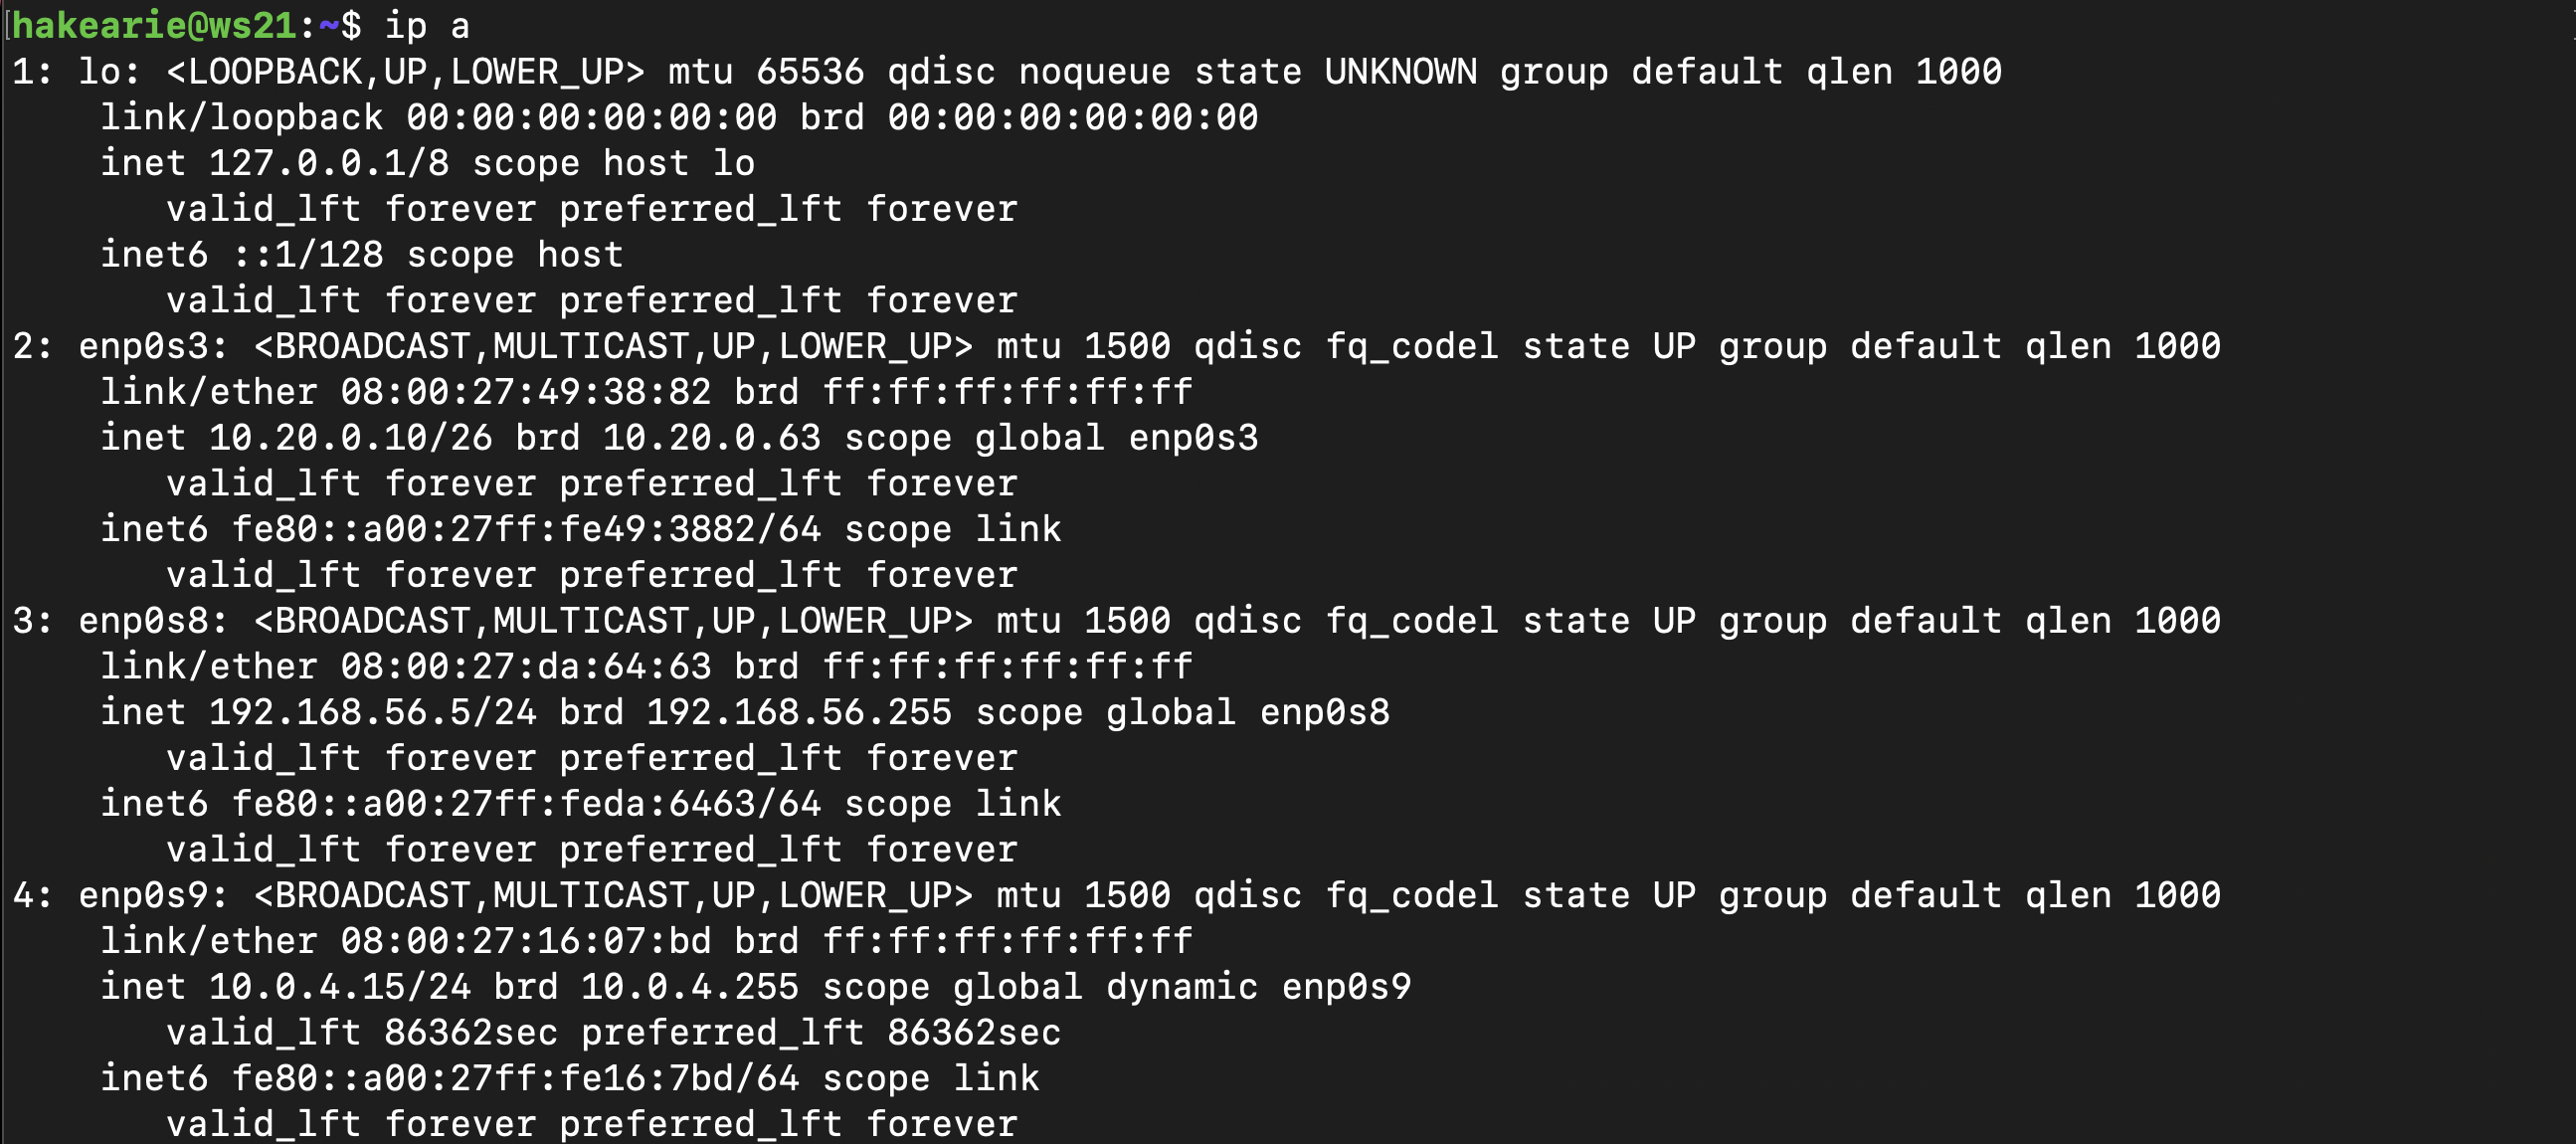 [hakearie@ws21:~$ ip a
1: lo: <LOOPBACK,UP,LOWER_UP> mtu 65536 qdisc noqueue state UNKNOWN group default qlen 1000
    link/loopback 00:00:00:00:00:00 brd 00:00:00:00:00:00
    inet 127.0.0.1/8 scope host lo
       valid_lft forever preferred_lft forever
    inet6 ::1/128 scope host
       valid_lft forever preferred_lft forever
2: enp0s3: <BROADCAST,MULTICAST,UP,LOWER_UP> mtu 1500 qdisc fq_codel state UP group default qlen 1000
    link/ether 08:00:27:49:38:82 brd ff:ff:ff:ff:ff:ff
    inet 10.20.0.10/26 brd 10.20.0.63 scope global enp0s3
       valid_lft forever preferred_lft forever
    inet6 fe80::a00:27ff:fe49:3882/64 scope link
       valid_lft forever preferred_lft forever
3: enp0s8: <BROADCAST,MULTICAST,UP,LOWER_UP> mtu 1500 qdisc fq_codel state UP group default qlen 1000
    link/ether 08:00:27:da:64:63 brd ff:ff:ff:ff:ff:ff
    inet 192.168.56.5/24 brd 192.168.56.255 scope global enp0s8
       valid_lft forever preferred_lft forever
    inet6 fe80::a00:27ff:feda:6463/64 scope link
       valid_lft forever preferred_lft forever
4: enp0s9: <BROADCAST,MULTICAST,UP,LOWER_UP> mtu 1500 qdisc fq_codel state UP group default qlen 1000
    link/ether 08:00:27:16:07:bd brd ff:ff:ff:ff:ff:ff
    inet 10.0.4.15/24 brd 10.0.4.255 scope global dynamic enp0s9
       valid_lft 86362sec preferred_lft 86362sec
    inet6 fe80::a00:27ff:fe16:7bd/64 scope link
       valid_lft forever preferred_lft forever